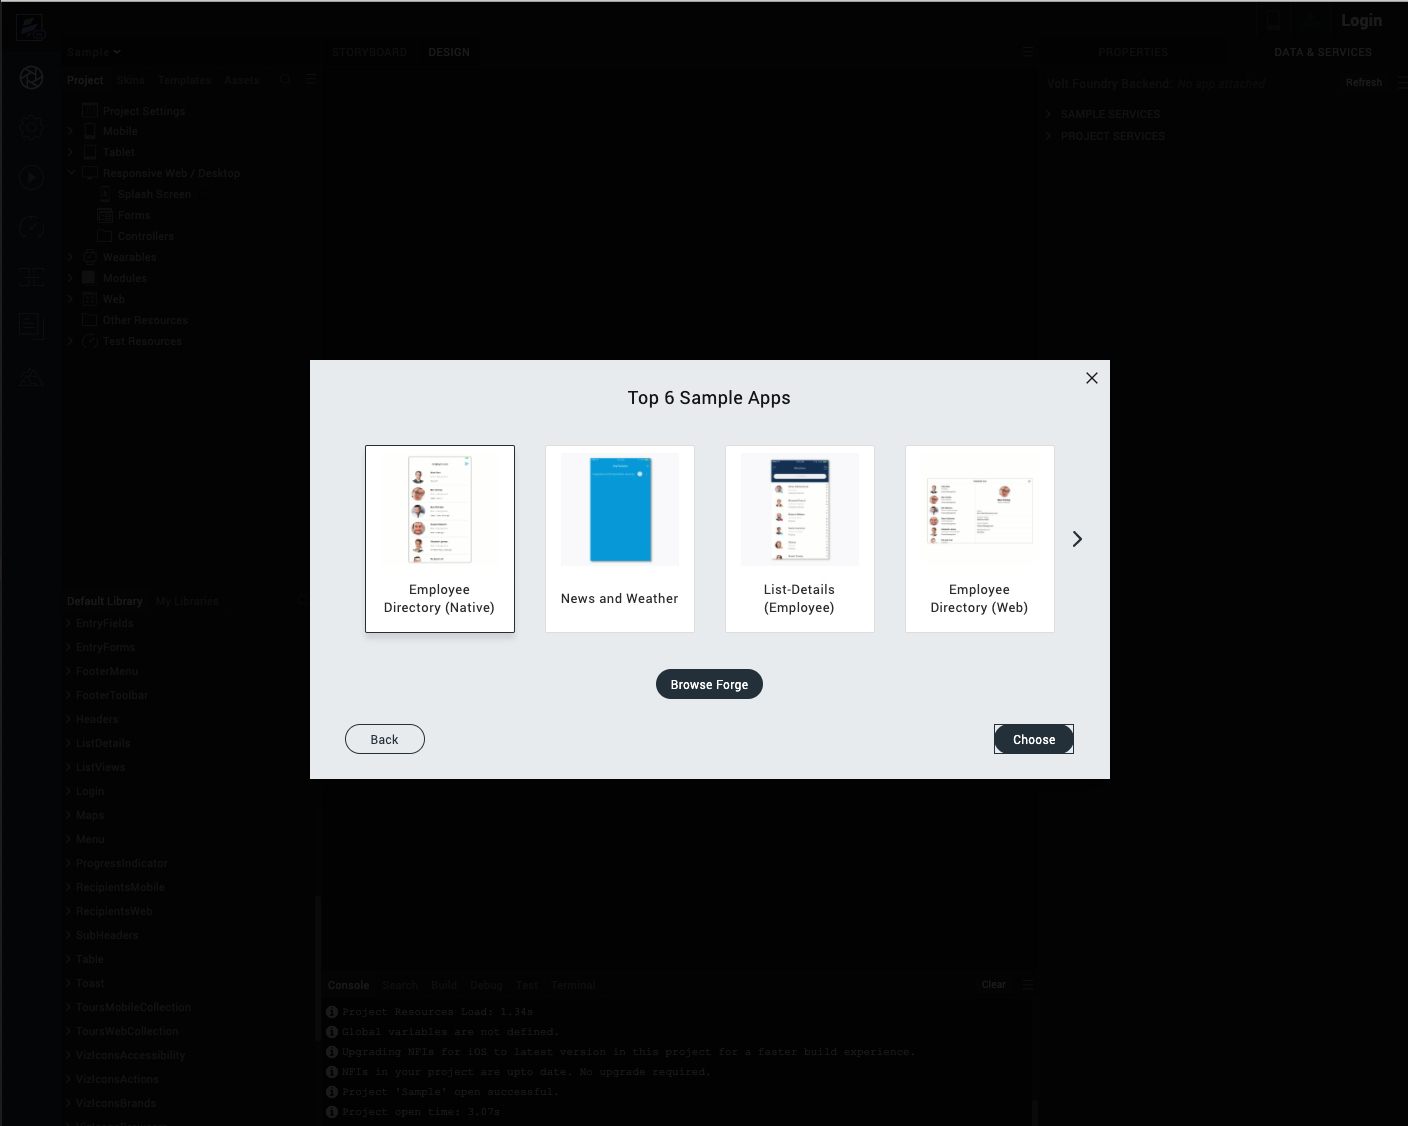 Login
Sample
STORYBOARD DESIGN
PROPERTIES DATA & SERVICES
Project Skins Templates Assets
Volt Foundry Backend: No app attached Refresh
Project Settings
Mobile
Tablet
Responsive Web / Desktop
Splash Screen
Forms
Controllers
Wearables
Modules
Web
Other Resources
Test Resources
SAMPLE SERVICES
PROJECT SERVICES
Top 6 Sample Apps
Employee
Directory (Native)
News and Weather
List-Details
(Employee)
Employee
Directory (Web)
Browse Forge
Back
Choose
Default Library My Libraries
EntryFields
EntryForms
FooterMenu
FooterToolbar
Headers
ListDetails
ListViews
Login
Maps
Menu
ProgressIndicator
RecipientsMobile
RecipientsWeb
SubHeaders
Table
Toast
ToursMobileCollection
ToursWebCollection
VizIconsAccessibility
VizIconsActions
VizIconsBrands
Console Search Build Debug Test Terminal Clear
Project Resources Load: 1.34s
Global variables are not defined.
Upgrading NFIs for iOS to latest version in this project for a faster build experience.
NFIs in your project are upto date. No upgrade required.
Project 'Sample' open successful.
Project open time: 3.07s